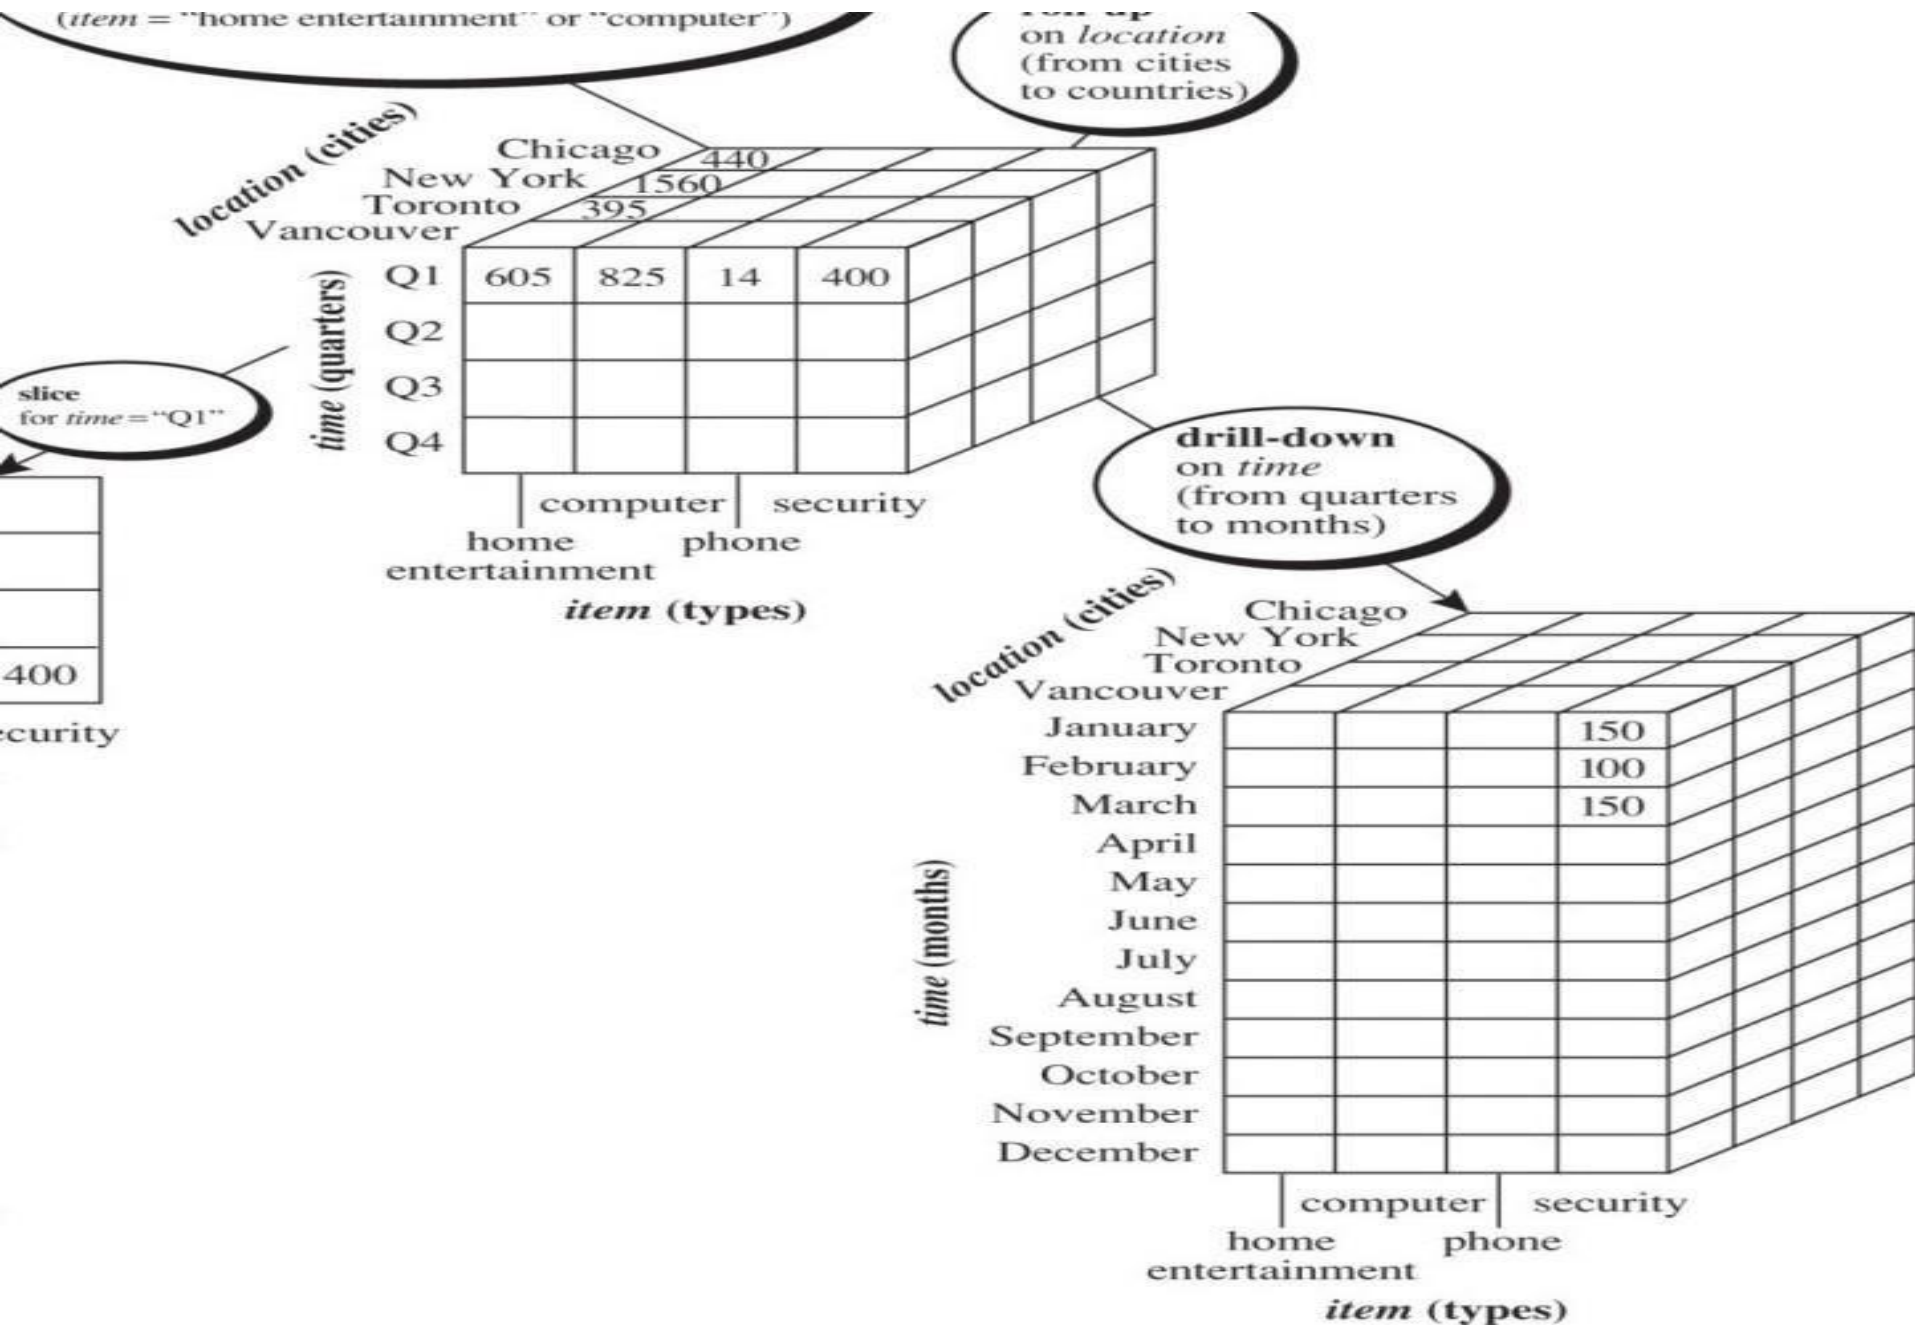 (item = "home entertainment" or "computer")
roll-up
on location
(from cities
to countries)
location (cities)
Chicago
New York
Toronto
Vancouver
440
1560
395
time (quarters)
Q1 605 825 14 400
Q2
Q3
Q4
computer security
home phone
entertainment
item (types)
slice
for time = "Q1"
400
drill-down
on time
(from quarters
to months)
location (cities)
Chicago
New York
Toronto
Vancouver
time (months)
January 150
February 100
March 150
April
May
June
July
August
September
October
November
December
computer security
home phone
entertainment
item (types)